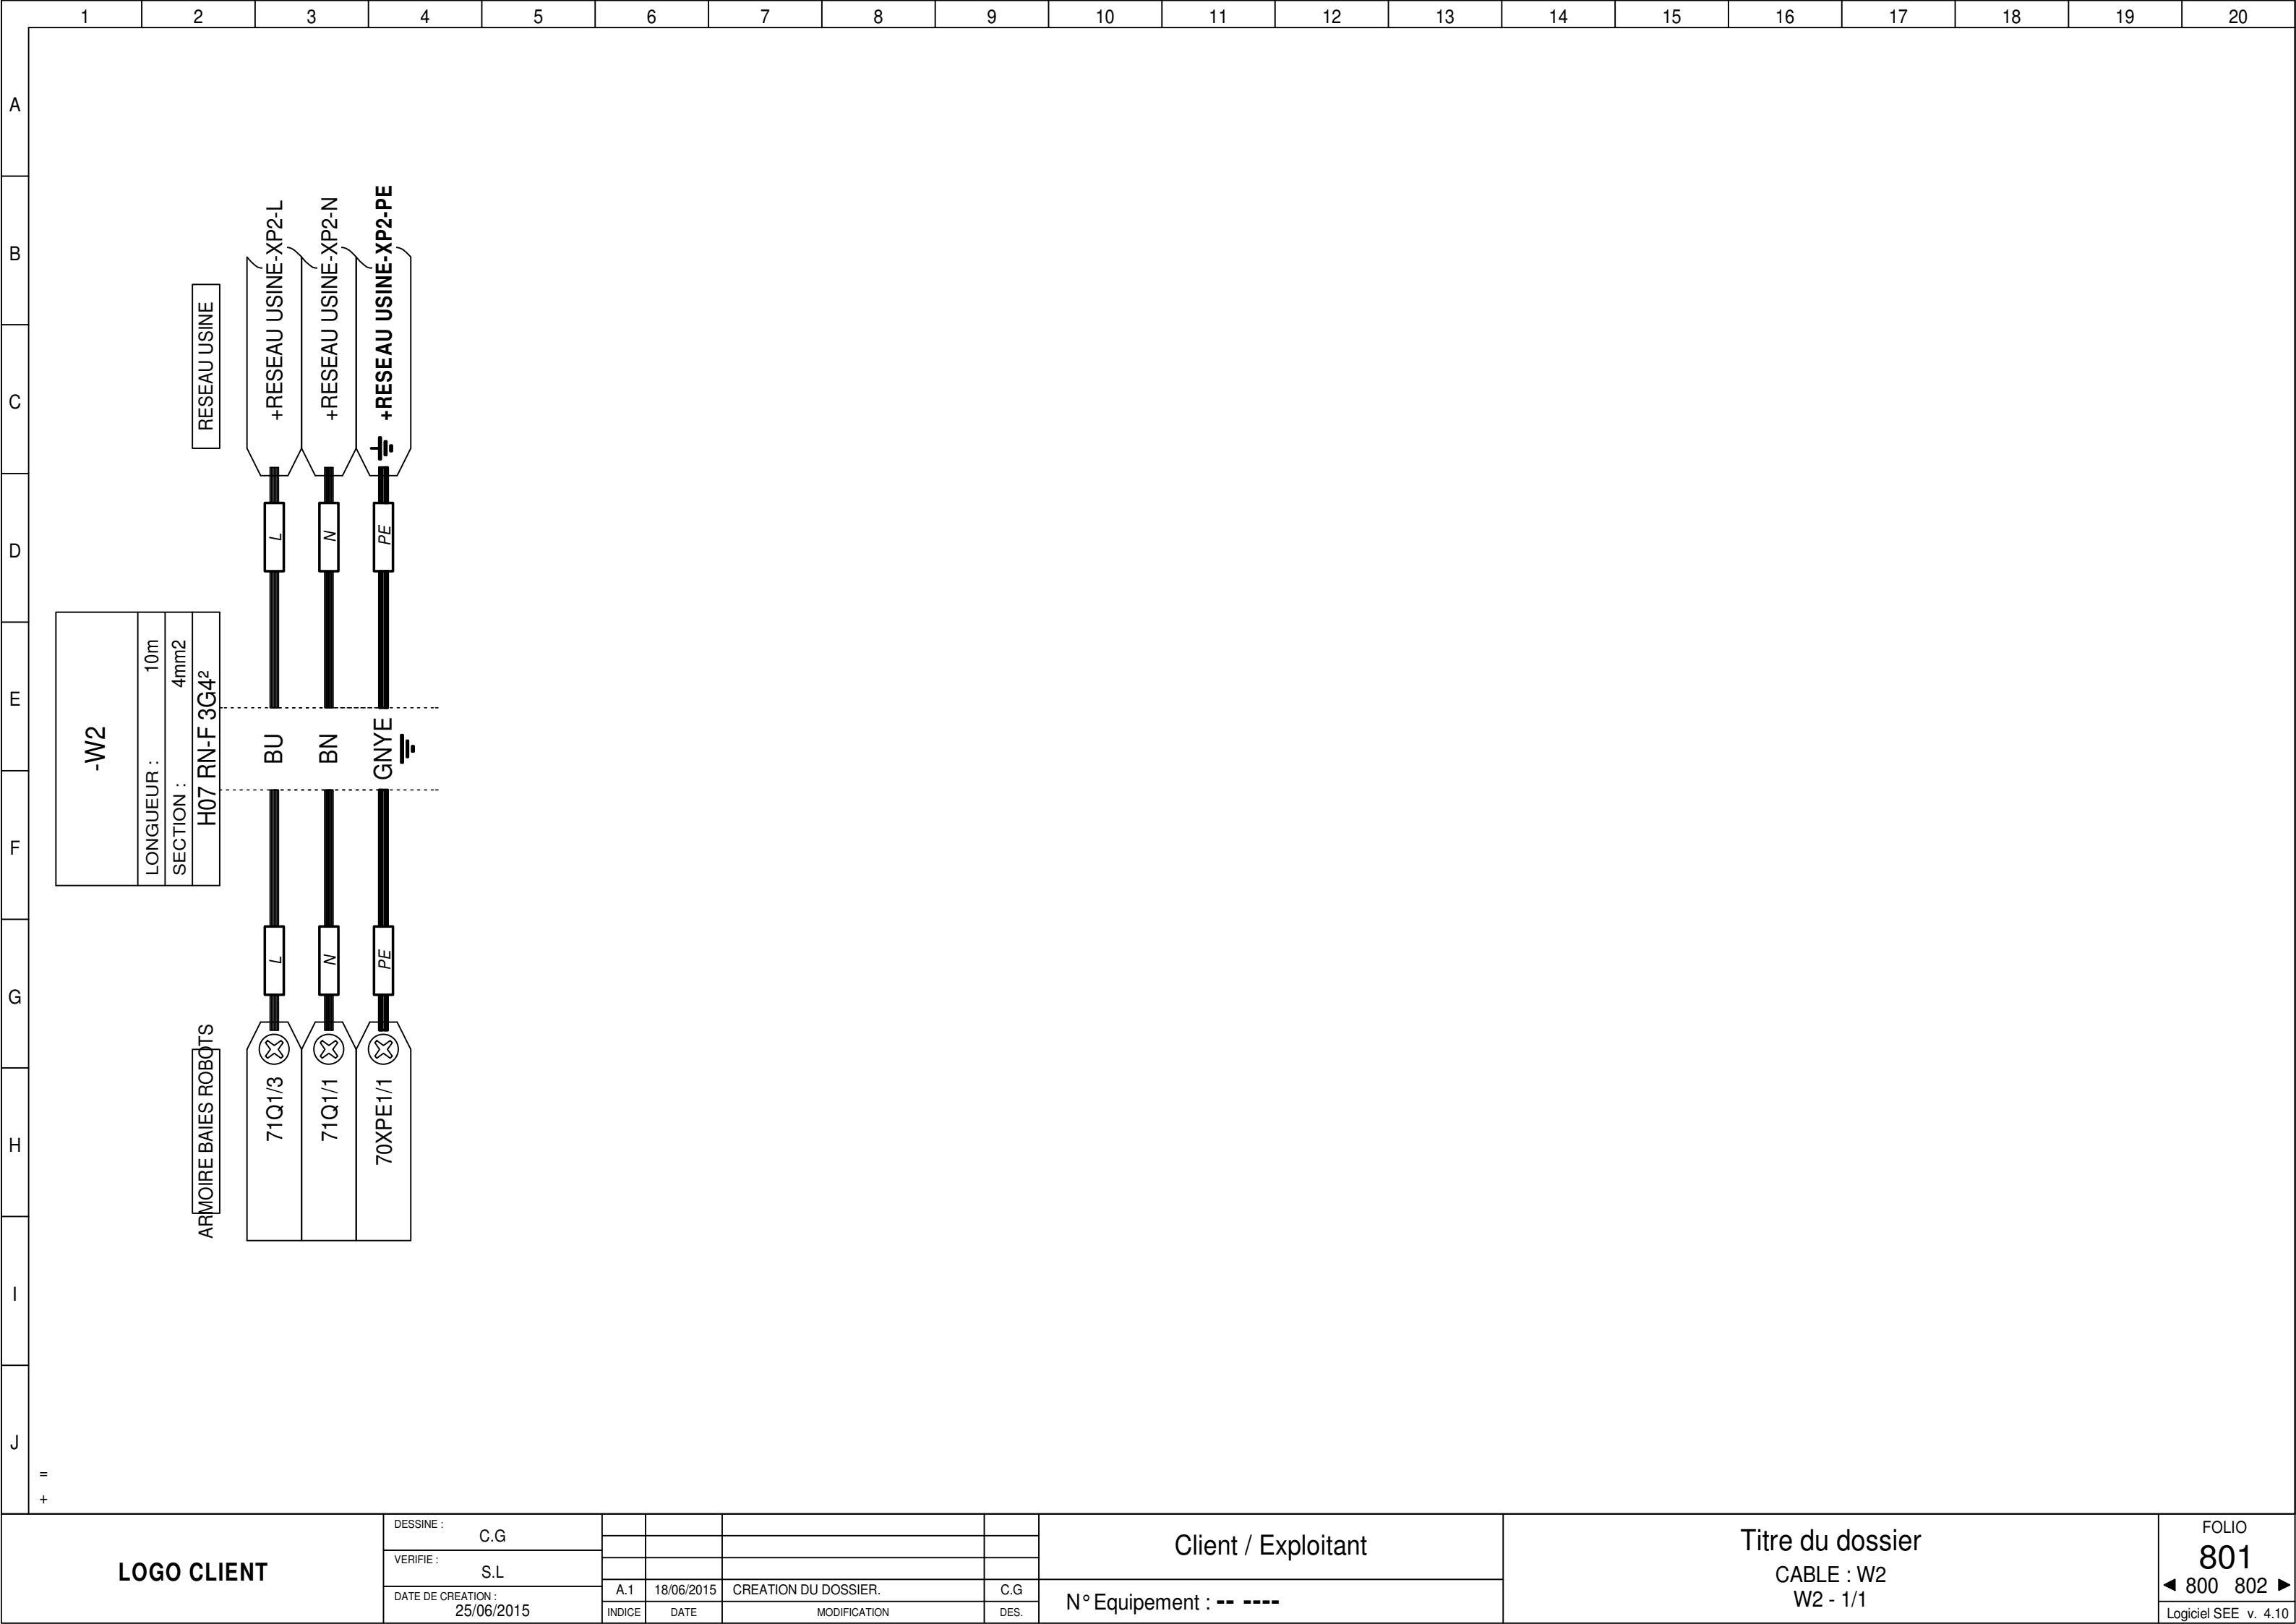 1 2 3 4 5 6 7 8 9 10 11 12 13 14 15 16 17 18 19 20
A
B
C
D
E
F
G
H
I
J
-W2
LONGUEUR : 10m
SECTION : 4mm2
H07 RN-F 3G4²
RESEAU USINE
ARMOIRE BAIES ROBOTS
+RESEAU USINE-XP2-L
L
BU
L
71Q1/3
+RESEAU USINE-XP2-N
N
BN
N
71Q1/1
+RESEAU USINE-XP2-PE
PE
GNYE
PE
70XPE1/1
=
+
LOGO CLIENT
DESSINE :
C.G
VERIFIE :
S.L
DATE DE CREATION :
25/06/2015
A.1 18/06/2015 CREATION DU DOSSIER. C.G
INDICE DATE MODIFICATION DES.
Client / Exploitant
N° Equipement : -- ----
Titre du dossier
CABLE : W2
W2 - 1/1
FOLIO
801
◄ 800 802 ►
Logiciel SEE v. 4.10